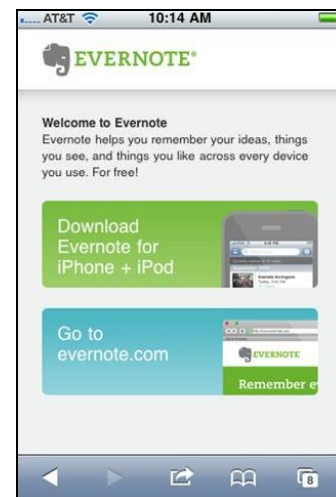 AT&T 10:14 AM
EVERNOTE®
Welcome to Evernote
Evernote helps you remember your ideas, things
you see, and things you like across every device
you use. For free!
Download
Evernote for
iPhone + iPod
Go to
evernote.com
EVERNOTE
Remember e
8